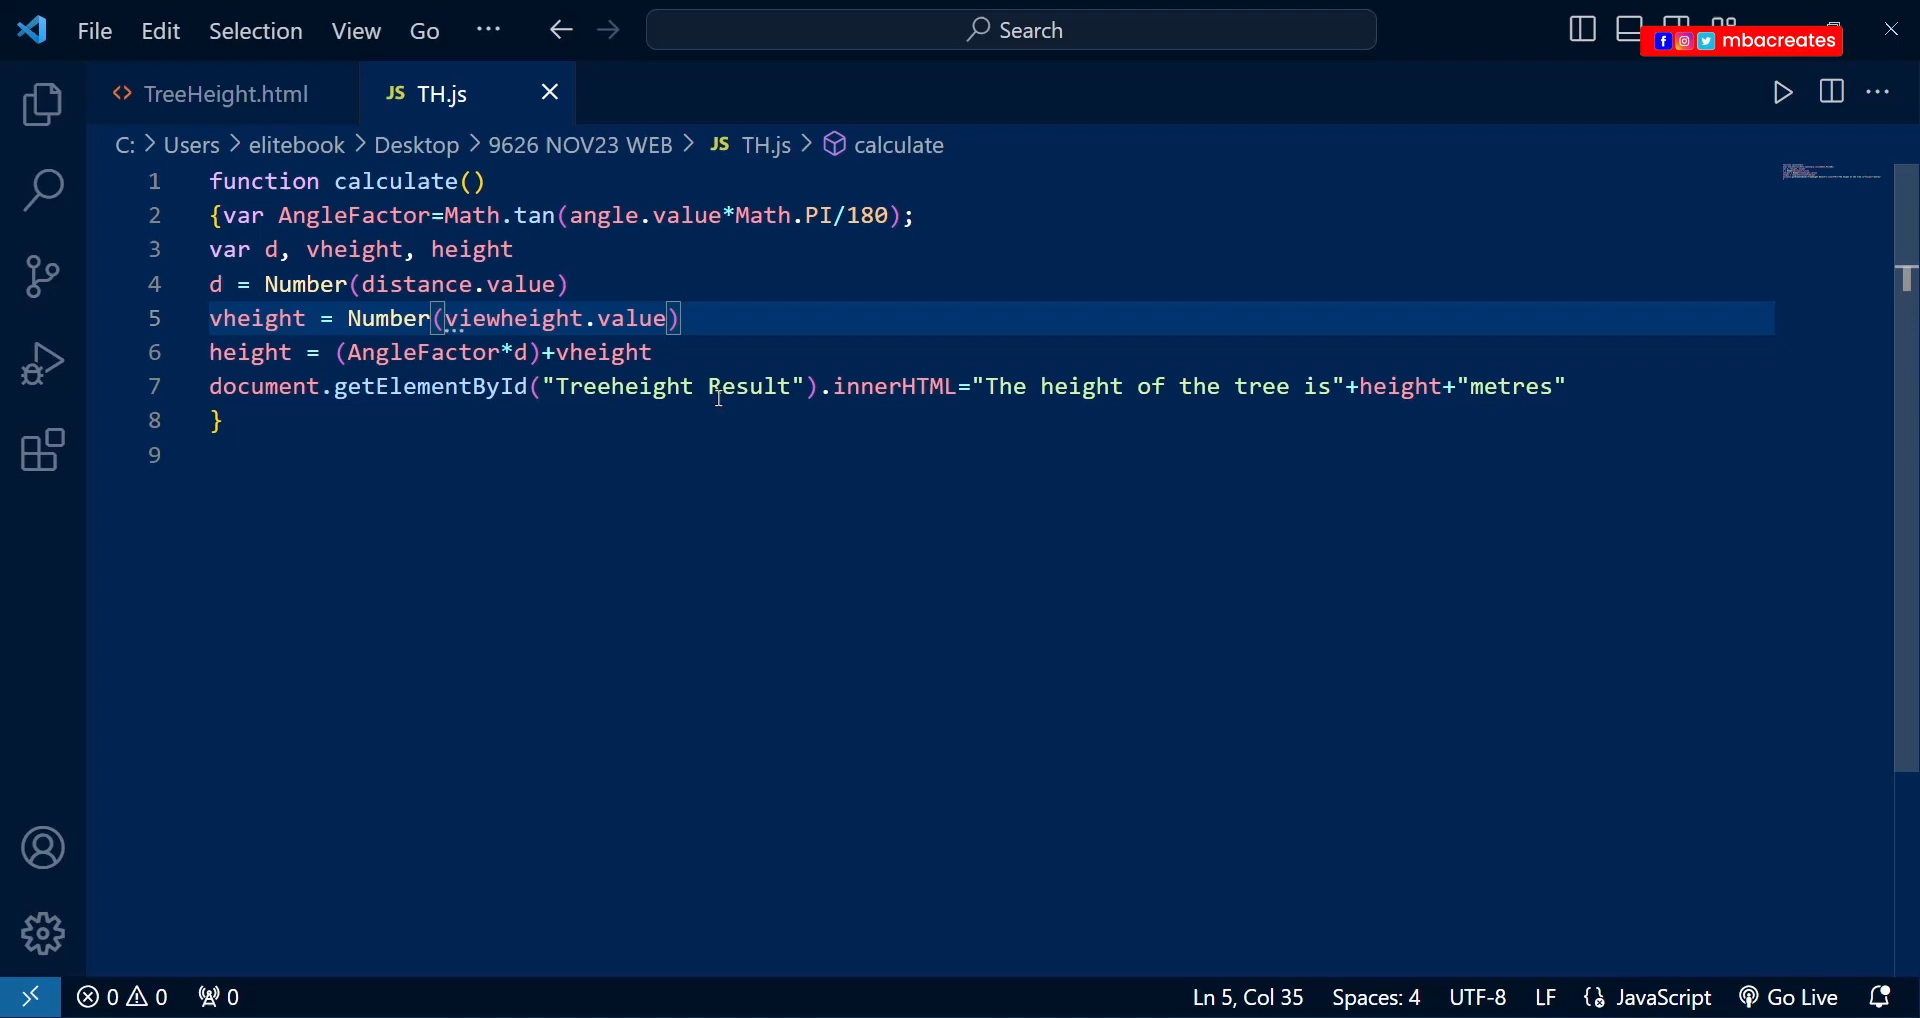 File Edit Selection View Go ··· Search
mbacreates
TreeHeight.html JS TH.js
C: > Users > elitebook > Desktop > 9626 NOV23 WEB > JS TH.js > calculate
1 function calculate()
2 {var AngleFactor=Math.tan(angle.value*Math.PI/180);
3 var d, vheight, height
4 d = Number(distance.value)
5 vheight = Number(viewheight.value)
6 height = (AngleFactor*d)+vheight
7 document.getElementById("Treeheight Result").innerHTML="The height of the tree is"+height+"metres"
8 }
9
0 0 0 Ln 5, Col 35 Spaces: 4 UTF-8 LF JavaScript Go Live